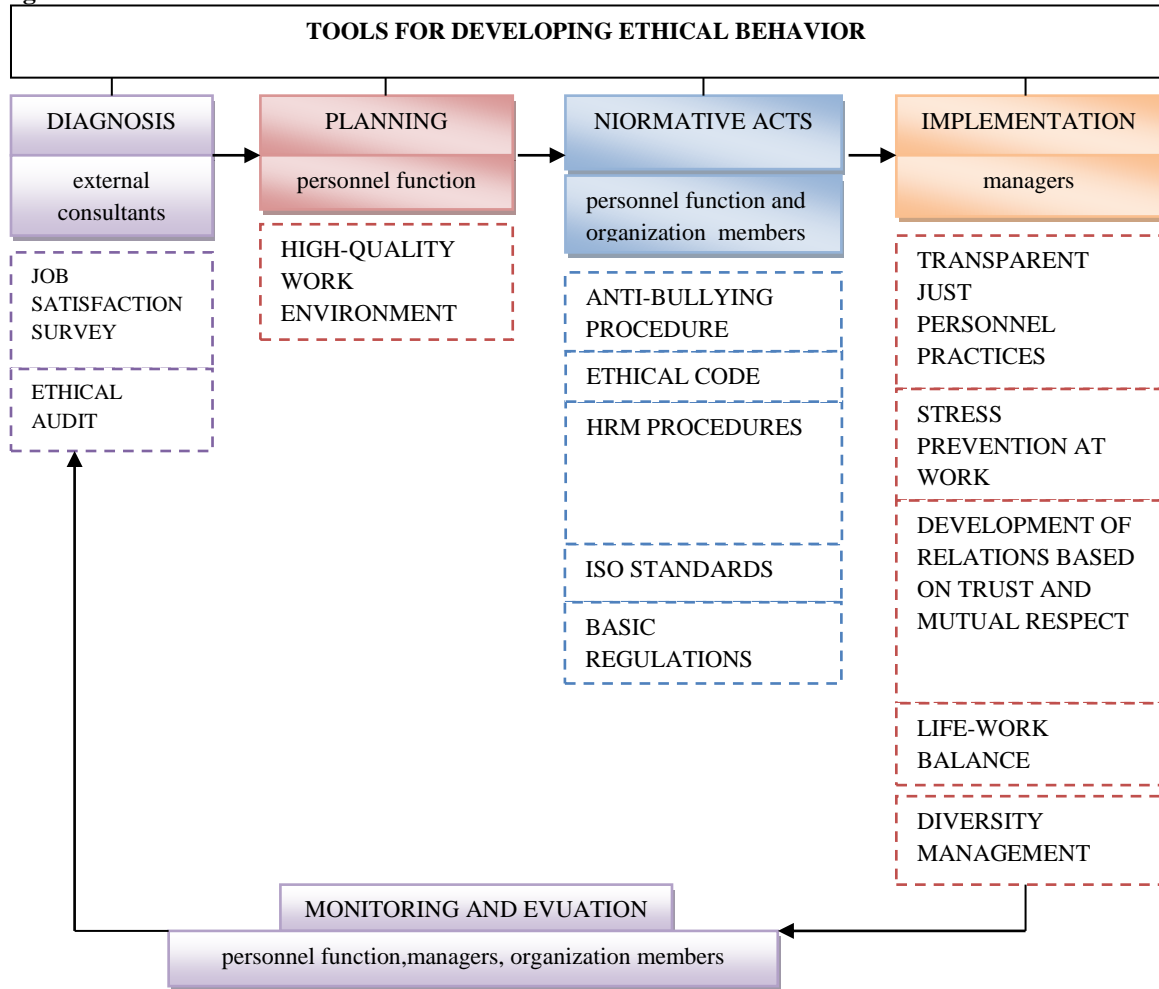 TOOLS FOR DEVELOPING ETHICAL BEHAVIOR
DIAGNOSIS
external
consultants
JOB
SATISFACTION
SURVEY
ETHICAL
AUDIT
PLANNING
personnel function
HIGH-QUALITY
WORK
ENVIRONMENT
NIORMATIVE ACTS
personnel function and
organization members
ANTI-BULLYING
PROCEDURE
ETHICAL CODE
HRM PROCEDURES
ISO STANDARDS
BASIC
REGULATIONS
IMPLEMENTATION
managers
TRANSPARENT
JUST
PERSONNEL
PRACTICES
STRESS
PREVENTION AT
WORK
DEVELOPMENT OF
RELATIONS BASED
ON TRUST AND
MUTUAL RESPECT
LIFE-WORK
BALANCE
DIVERSITY
MANAGEMENT
MONITORING AND EVUATION
personnel function,managers, organization members